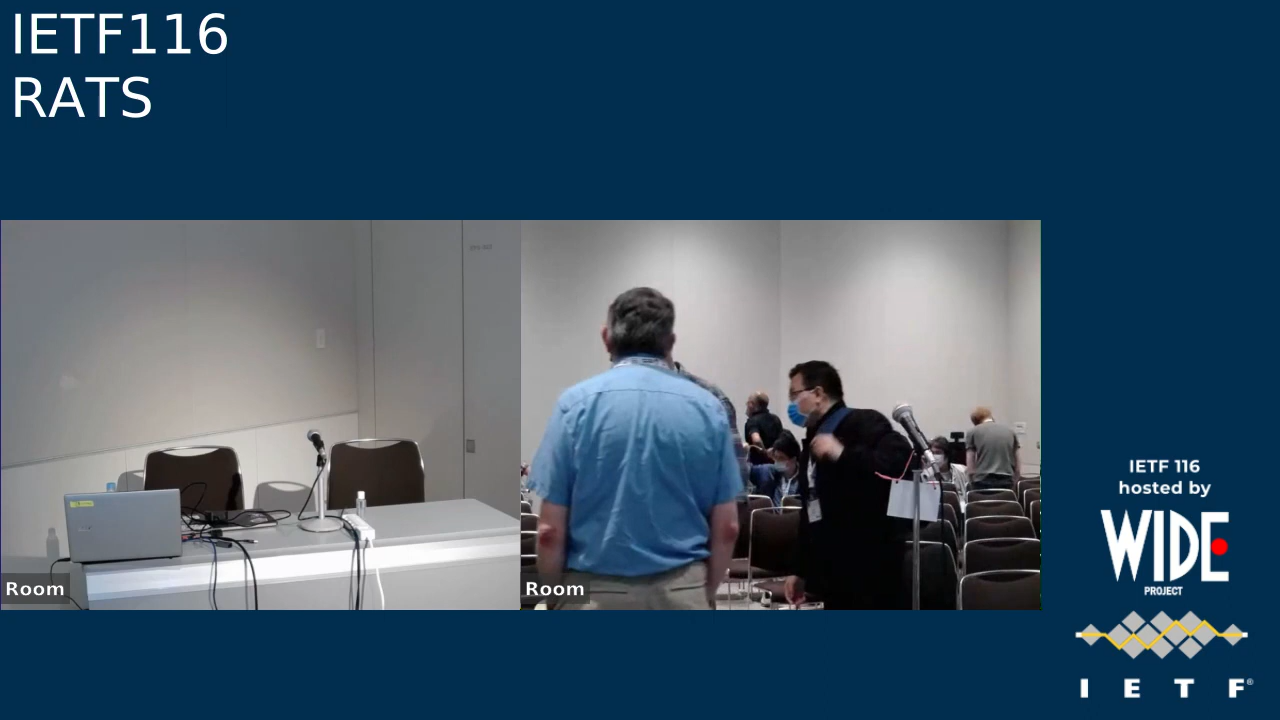 IETF116
RATS
Room
Room
IETF 116
hosted by
WIDE
PROJECT
I E T F®